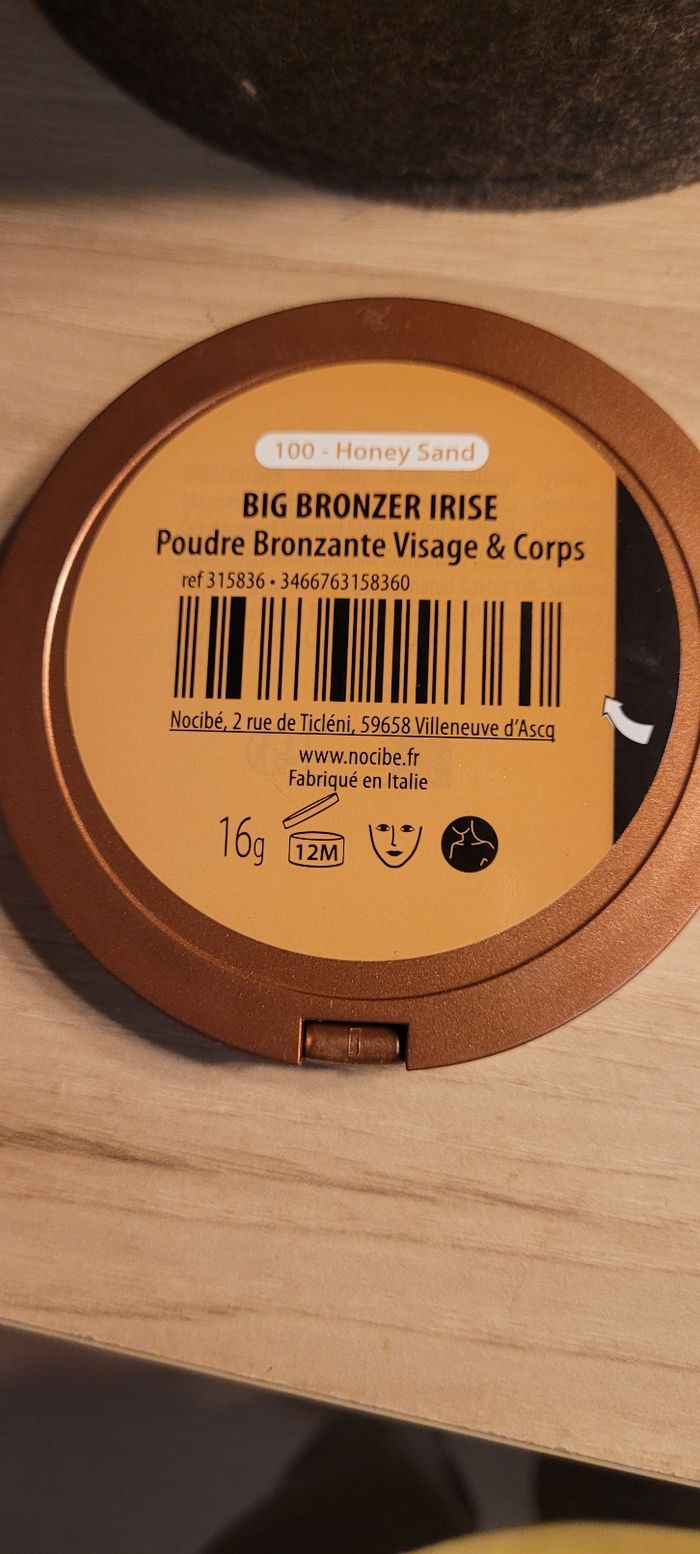 100 - Honey Sand
BIG BRONZER IRISE
Poudre Bronzante Visage & Corps
ref 315836 • 3466763158360
Nocibé, 2 rue de Ticléni, 59658 Villeneuve d'Ascq
www.nocibe.fr
Fabriqué en Italie
16g
12M